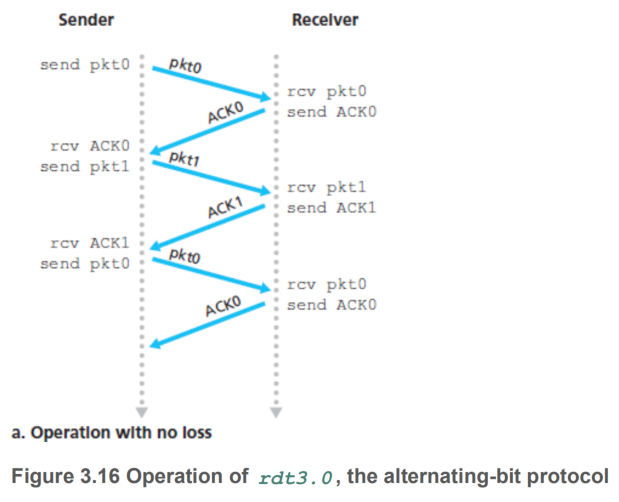 Sender Receiver
send pkt0 pkt0
rcv pkt0
ACK0 send ACK0
rcv ACK0
send pkt1 pkt1
rcv pkt1
ACK1 send ACK1
rcv ACK1
send pkt0 pkt0
rcv pkt0
ACK0 send ACK0
a. Operation with no loss
Figure 3.16 Operation of rdt3.0, the alternating-bit protocol